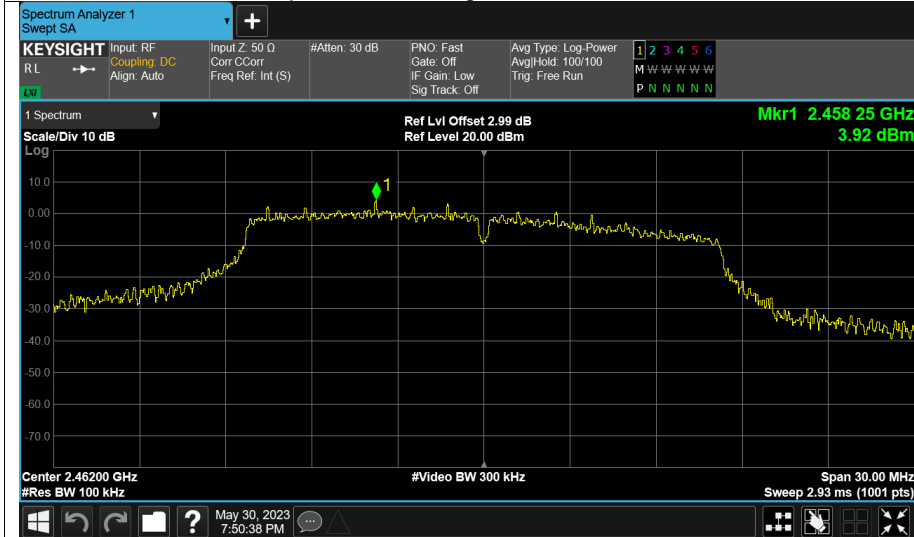 Spectrum Analyzer 1
Swept SA
+
KEYSIGHT
RL
LXI
Input: RF
Coupling: DC
Align: Auto
Input Z: 50 Ω
Corr CCorr
Freq Ref: Int (S)
#Atten: 30 dB
PNO: Fast
Gate: Off
IF Gain: Low
Sig Track: Off
Avg Type: Log-Power
Avg|Hold: 100/100
Trig: Free Run
1 2 3 4 5 6
M W W W W W
P N N N N N
1 Spectrum
Scale/Div 10 dB
Log
Ref Lvl Offset 2.99 dB
Ref Level 20.00 dBm
Mkr1 2.458 25 GHz
3.92 dBm
1
10.0
0.00
-10.0
-20.0
-30.0
-40.0
-50.0
-60.0
-70.0
Center 2.46200 GHz
#Res BW 100 kHz
#Video BW 300 kHz
Span 30.00 MHz
Sweep 2.93 ms (1001 pts)
?
May 30, 2023
7:50:38 PM